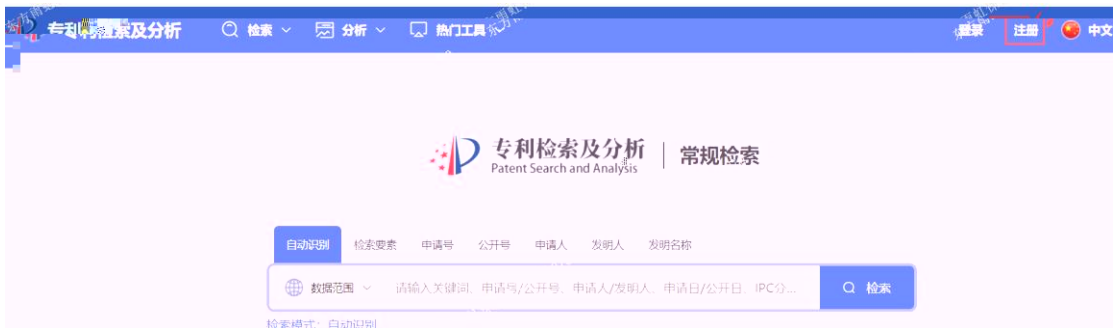 专利检索及分析 检索 分析 热门工具 登录 注册 中文
专利检索及分析 常规检索
Patent Search and Analysis
自动识别 检索要素 申请号 公开号 申请人 发明人 发明名称
数据范围 请输入关键词、申请号/公开号、申请人/发明人、申请日/公开日、IPC分... 检索
检索模式: 自动识别